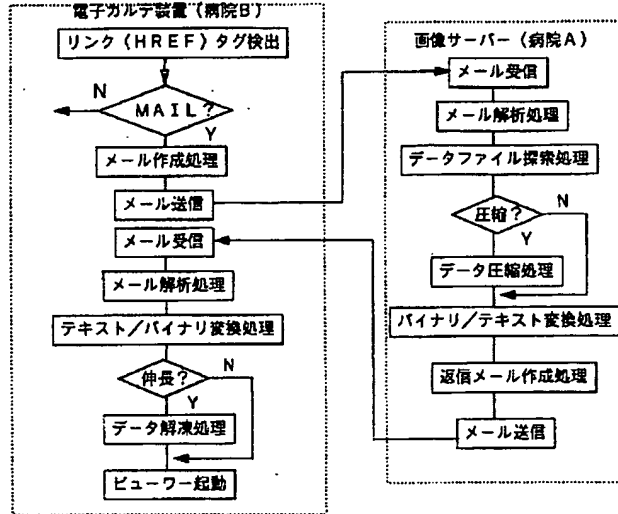 電子カルテ装置(病院B)
リンク(HREF)タグ検出
N
MAIL?
Y
メール作成処理
メール送信
メール受信
メール解析処理
テキスト/バイナリ変換処理
伸長?
N
Y
データ解凍処理
ビューワー起動
画像サーバー(病院A)
メール受信
メール解析処理
データファイル探索処理
圧縮?
N
Y
データ圧縮処理
バイナリ/テキスト変換処理
返信メール作成処理
メール送信